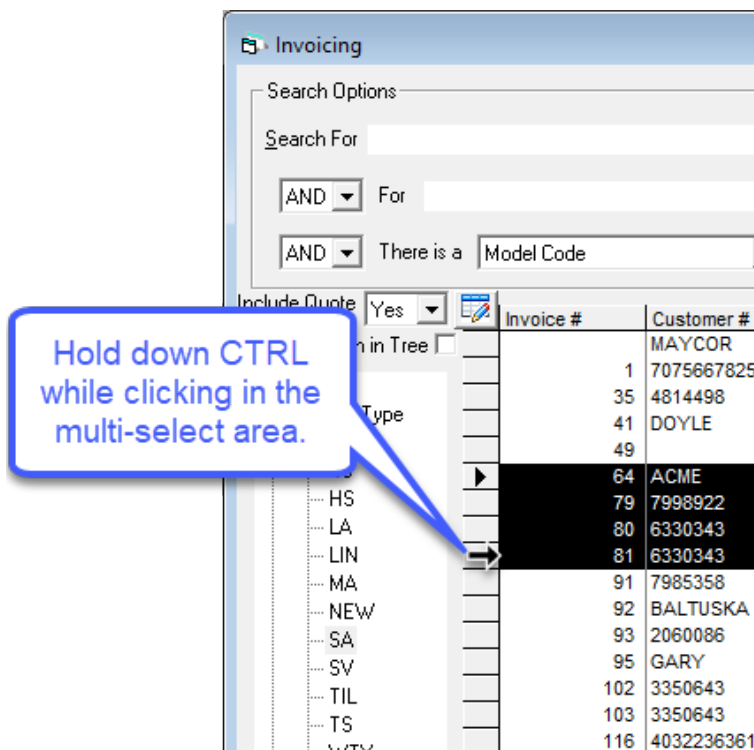 Invoicing
Search Options
Search For
AND For
AND There is a Model Code
Include Quote Yes
in Tree
Type
Hold down CTRL
while clicking in the
multi-select area.
HS
LA
LIN
MA
NEW
SA
SV
TIL
TS
Invoice # Customer #
MAYCOR
1 7075667825
35 4814498
41 DOYLE
49
64 ACME
79 7998922
80 6330343
81 6330343
91 7985358
92 BALTUSKA
93 2060086
95 GARY
102 3350643
103 3350643
116 4032236361